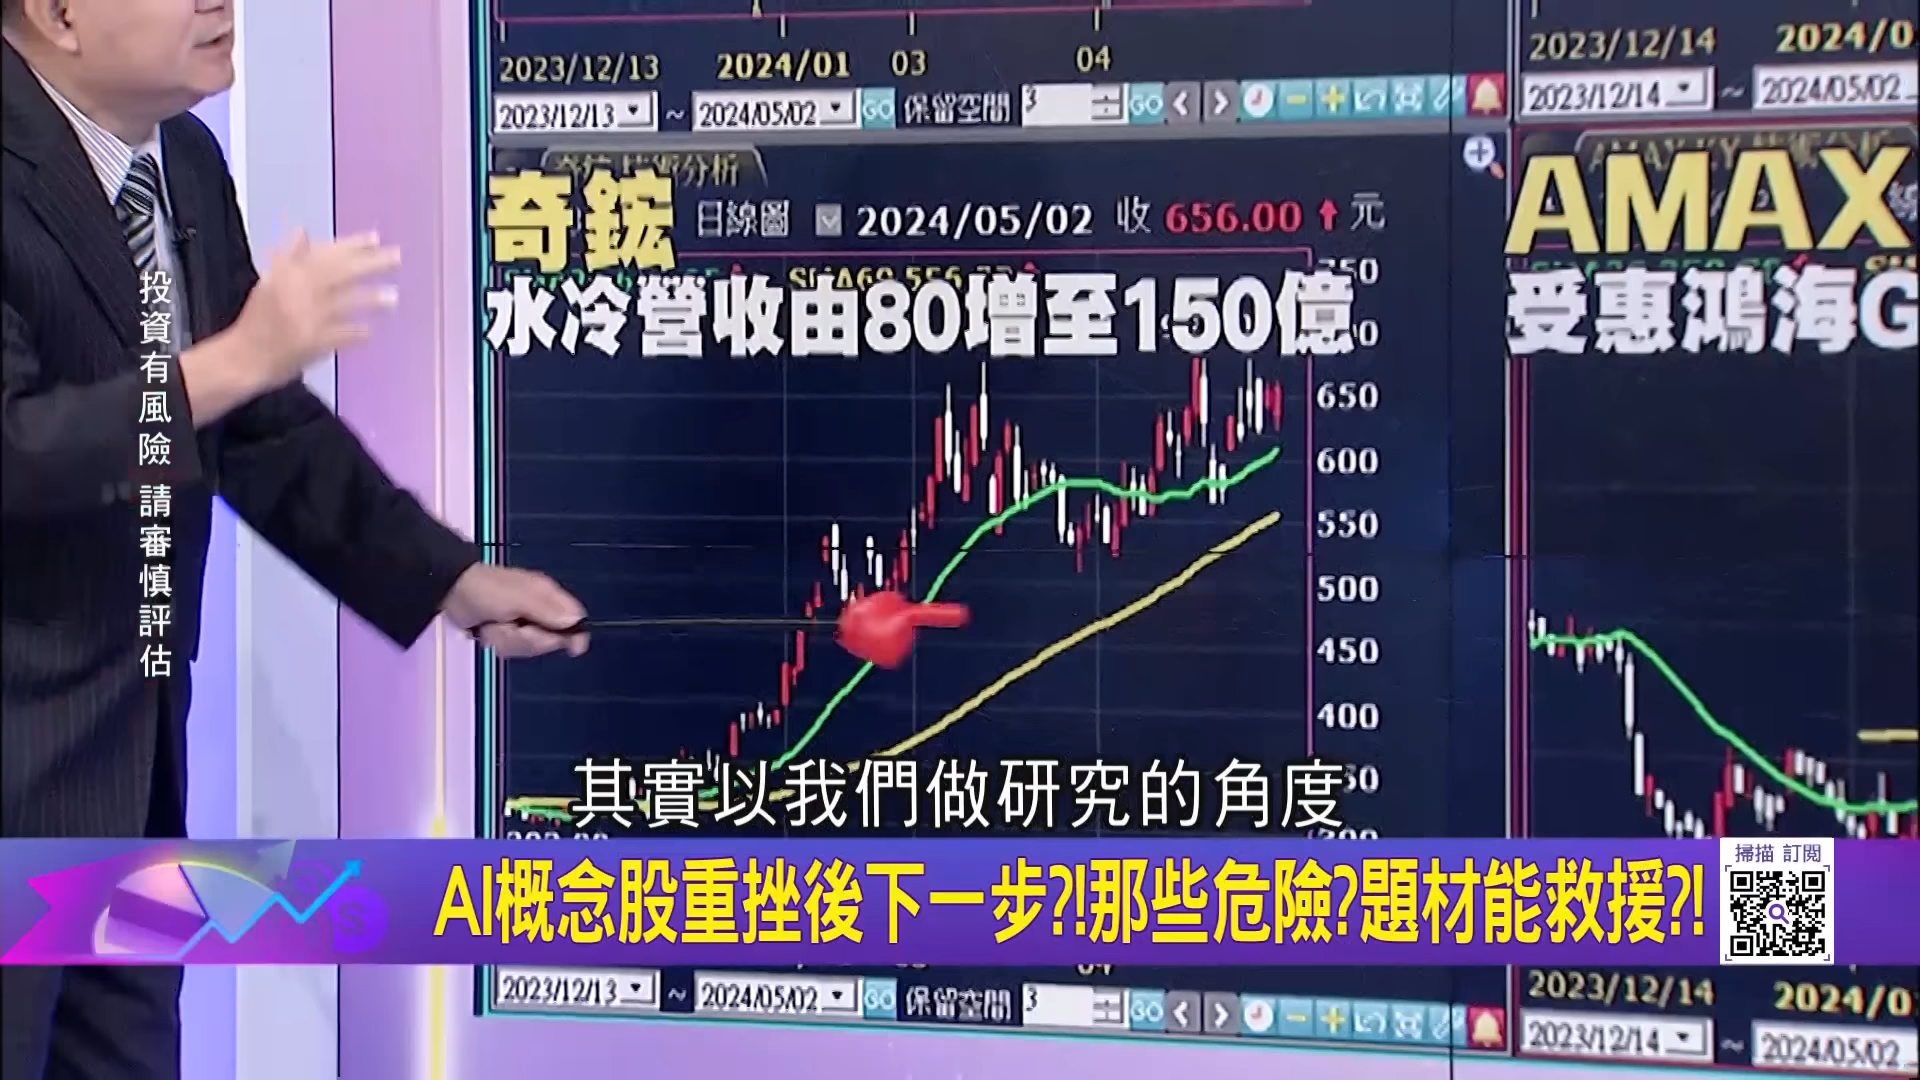 2023/12/13 2024/01 03 04
2023/12/13 ~ 2024/05/02 GO 保留空間 3 GO
2023/12/14 2024/0
2023/12/14 ~ 2024/05/02
奇鋐 日線圖 2024/05/02 收 656.00 元
水冷營收由80增至150億
AMAX
受惠鴻海G
650
600
550
500
450
400
投資有風險 請審慎評估
其實以我們做研究的角度
AI概念股重挫後下一步?!那些危險?題材能救援?!
掃描 訂閱
2023/12/13 ~ 2024/05/02 GO 保留空間 3 GO
2023/12/14 2024/0
2023/12/14 ~ 2024/05/02